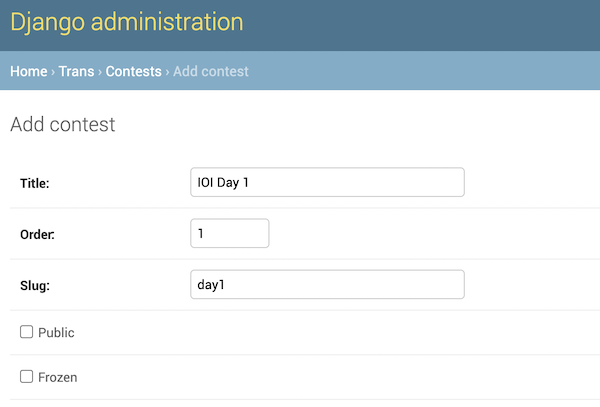 Django administration
Home › Trans › Contests › Add contest
Add contest
Title: IOI Day 1
Order: 1
Slug: day1
Public
Frozen